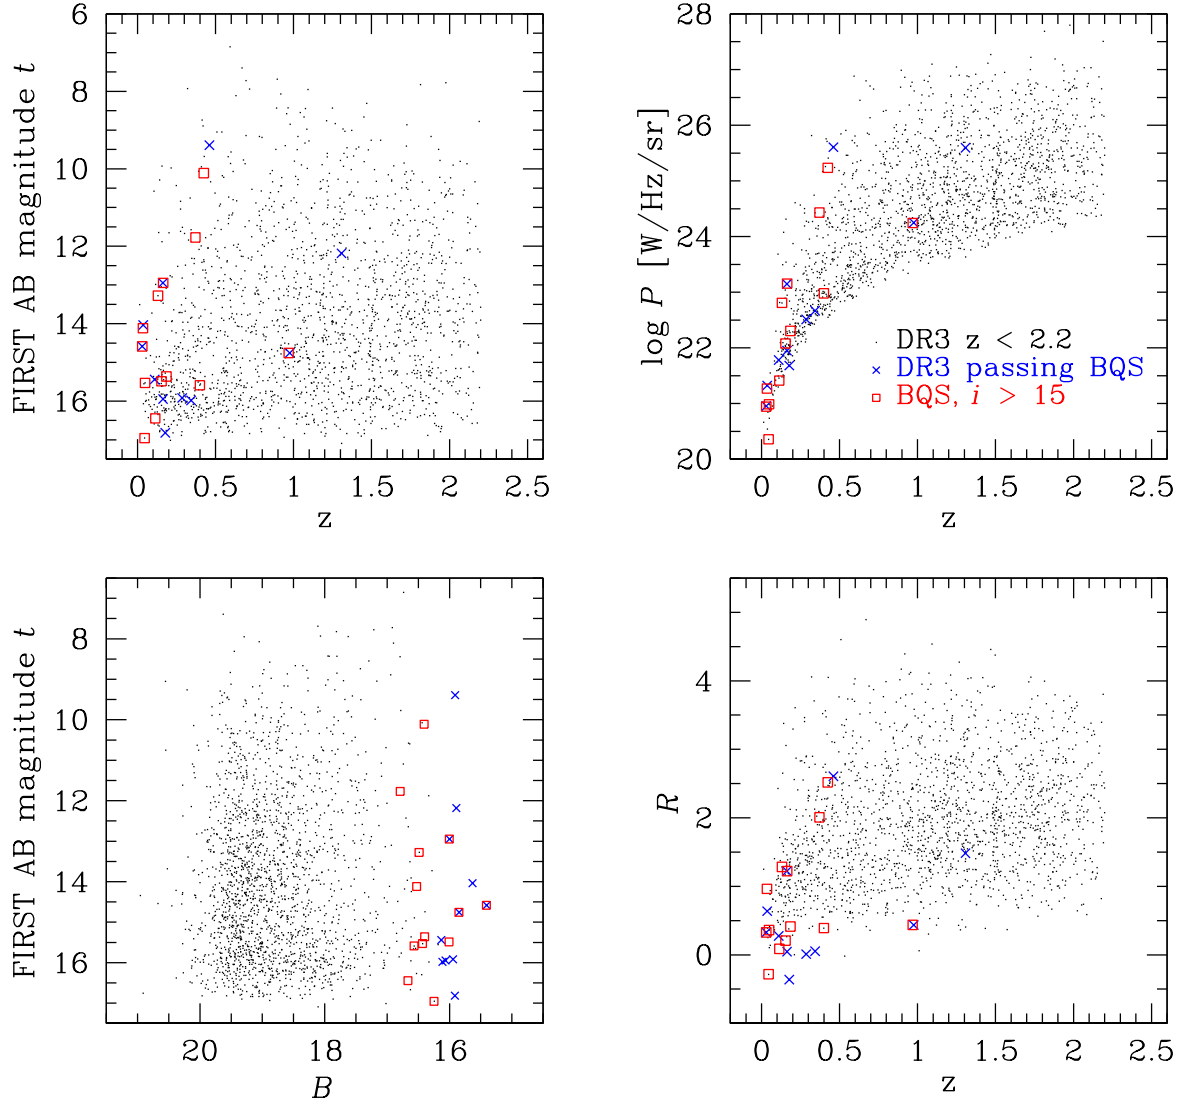 6
8
10
12
14
16
FIRST AB magnitude t
0 0.5 1 1.5 2 2.5
z
28
26
24
22
20
log P [W/Hz/sr]
DR3 z < 2.2
DR3 passing BQS
BQS, i > 15
0 0.5 1 1.5 2 2.5
z
8
10
12
14
16
FIRST AB magnitude t
20 18 16
B
4
2
0
R
0 0.5 1 1.5 2 2.5
z